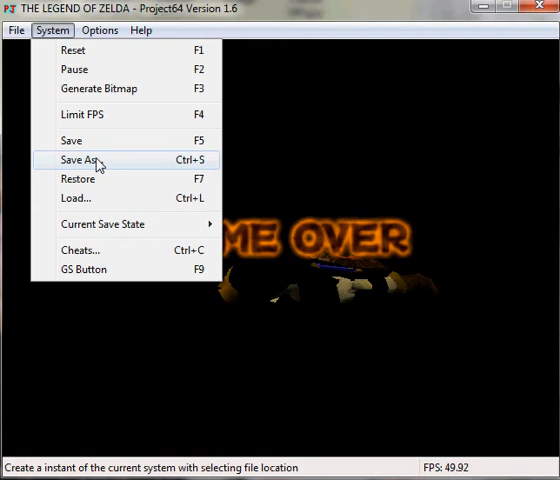 THE LEGEND OF ZELDA - Project64 Version 1.6
File System Options Help
Reset F1
Pause F2
Generate Bitmap F3
Limit FPS F4
Save F5
Save As Ctrl+S
Restore F7
Load... Ctrl+L
Current Save State
Cheats... Ctrl+C
GS Button F9
ME OVER
Create a instant of the current system with selecting file location FPS: 49.92